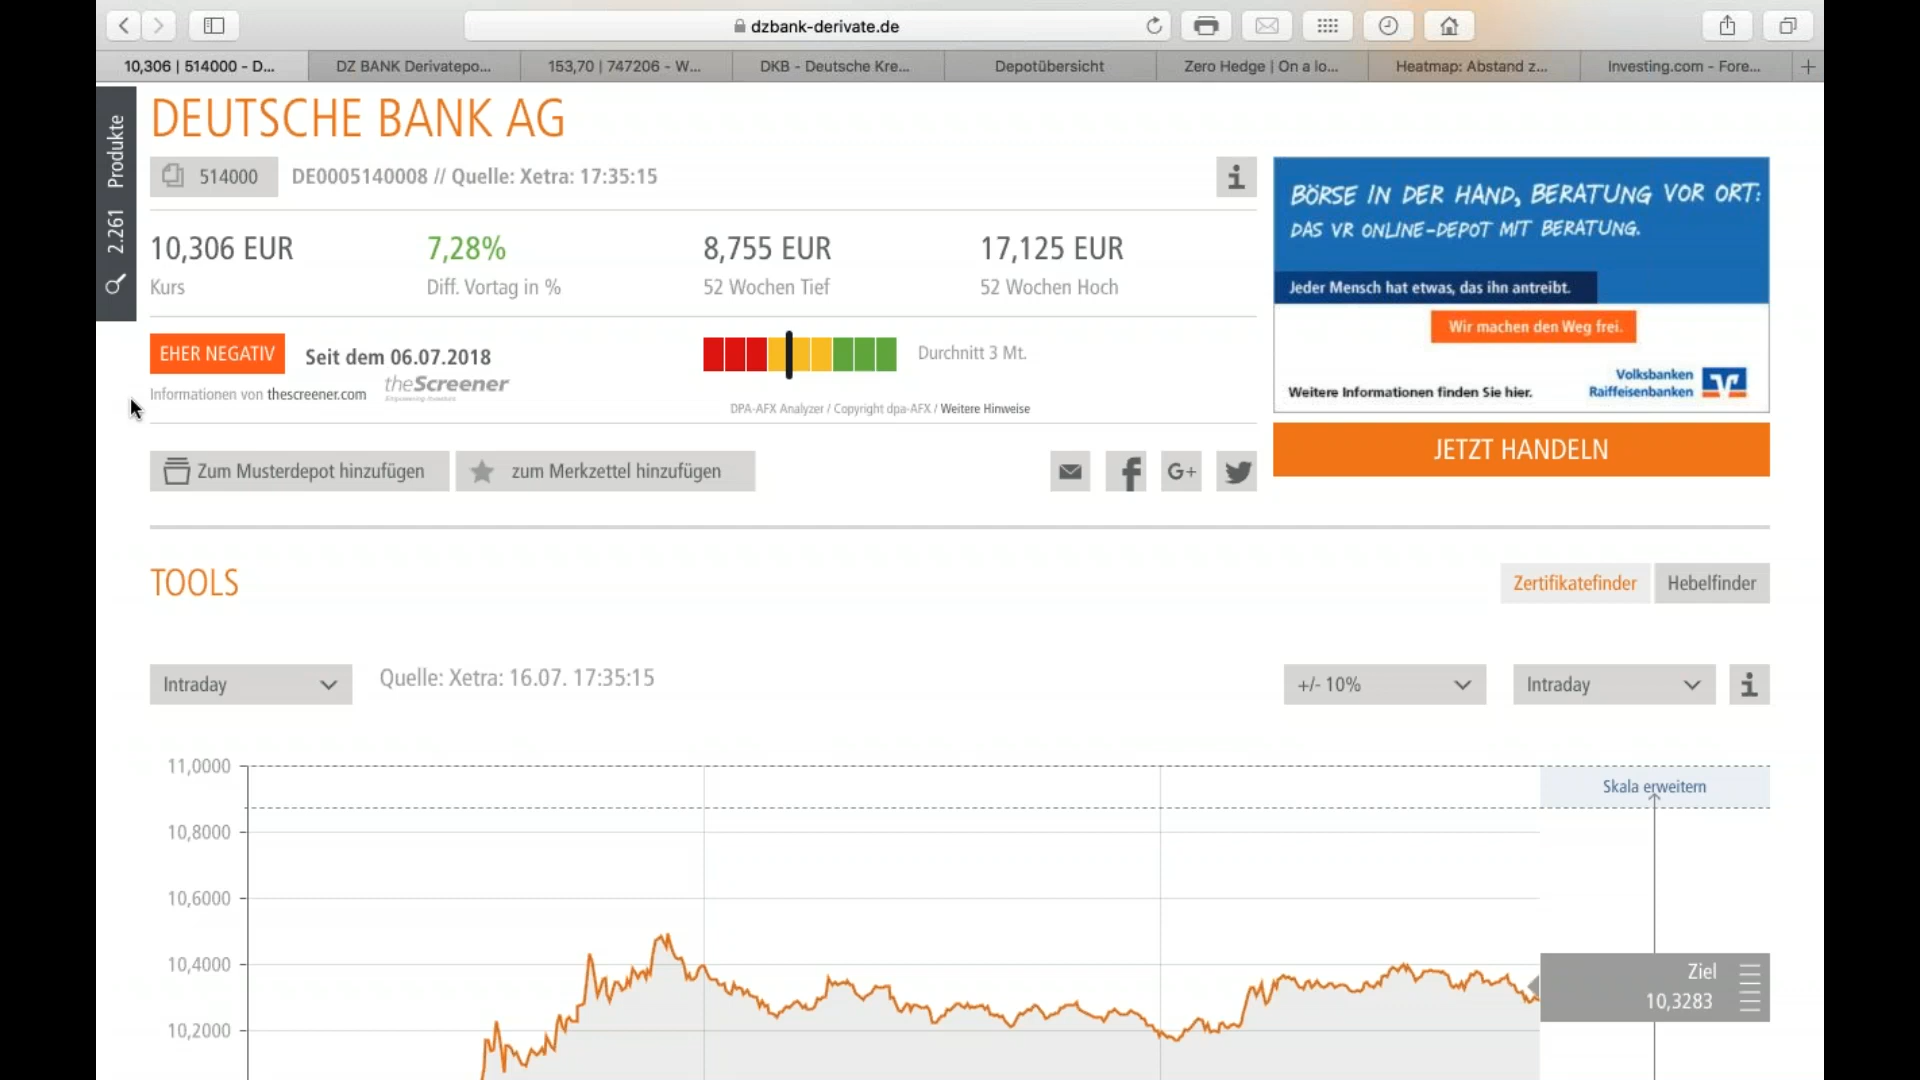 dzbank-derivate.de
10,306 | 514000 - D...
DZ BANK Derivatepo...
153,70 | 747206 - W...
DKB - Deutsche Kre...
Depotübersicht
Zero Hedge | On a lo...
Heatmap: Abstand z...
Investing.com - Fore...
2.261 Produkte
DEUTSCHE BANK AG
514000
DE0005140008 // Quelle: Xetra: 17:35:15
10,306 EUR
Kurs
7,28%
Diff. Vortag in %
8,755 EUR
52 Wochen Tief
17,125 EUR
52 Wochen Hoch
EHER NEGATIV
Seit dem 06.07.2018
Informationen von thescreener.com
theScreener
Durchnitt 3 Mt.
DPA-AFX Analyzer / Copyright dpa-AFX / Weitere Hinweise
BÖRSE IN DER HAND, BERATUNG VOR ORT:
DAS VR ONLINE-DEPOT MIT BERATUNG.
Jeder Mensch hat etwas, das ihn antreibt.
Wir machen den Weg frei.
Weitere Informationen finden Sie hier.
Volksbanken
Raiffeisenbanken
JETZT HANDELN
Zum Musterdepot hinzufügen
zum Merkzettel hinzufügen
G+
TOOLS
Zertifikatefinder
Hebelfinder
Intraday
Quelle: Xetra: 16.07. 17:35:15
+/- 10%
Intraday
11,0000
10,8000
10,6000
10,4000
10,2000
Skala erweitern
Ziel
10,3283